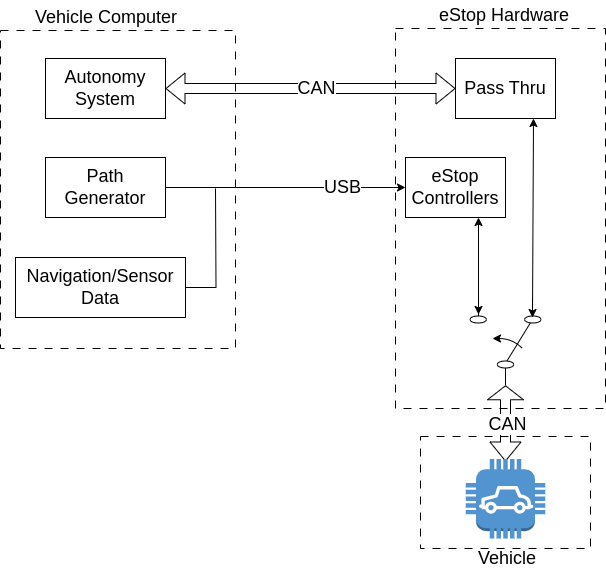 Vehicle Computer
eStop Hardware
Autonomy
System
CAN
Pass Thru
Path
Generator
USB
eStop
Controllers
Navigation/Sensor
Data
CAN
Vehicle